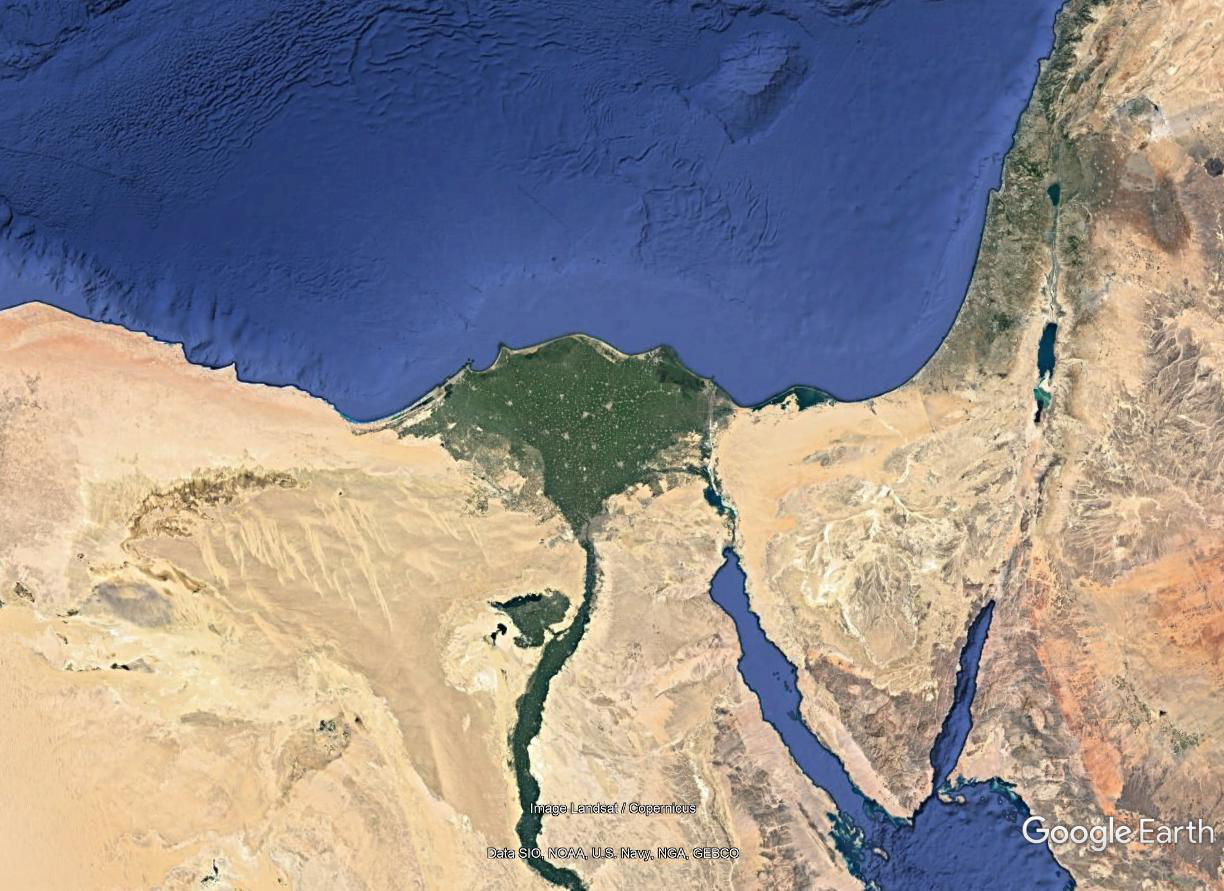 Image Landsat / Copernicus
Google Earth
Data SIO, NOAA, U.S. Navy, NGA, GEBCO